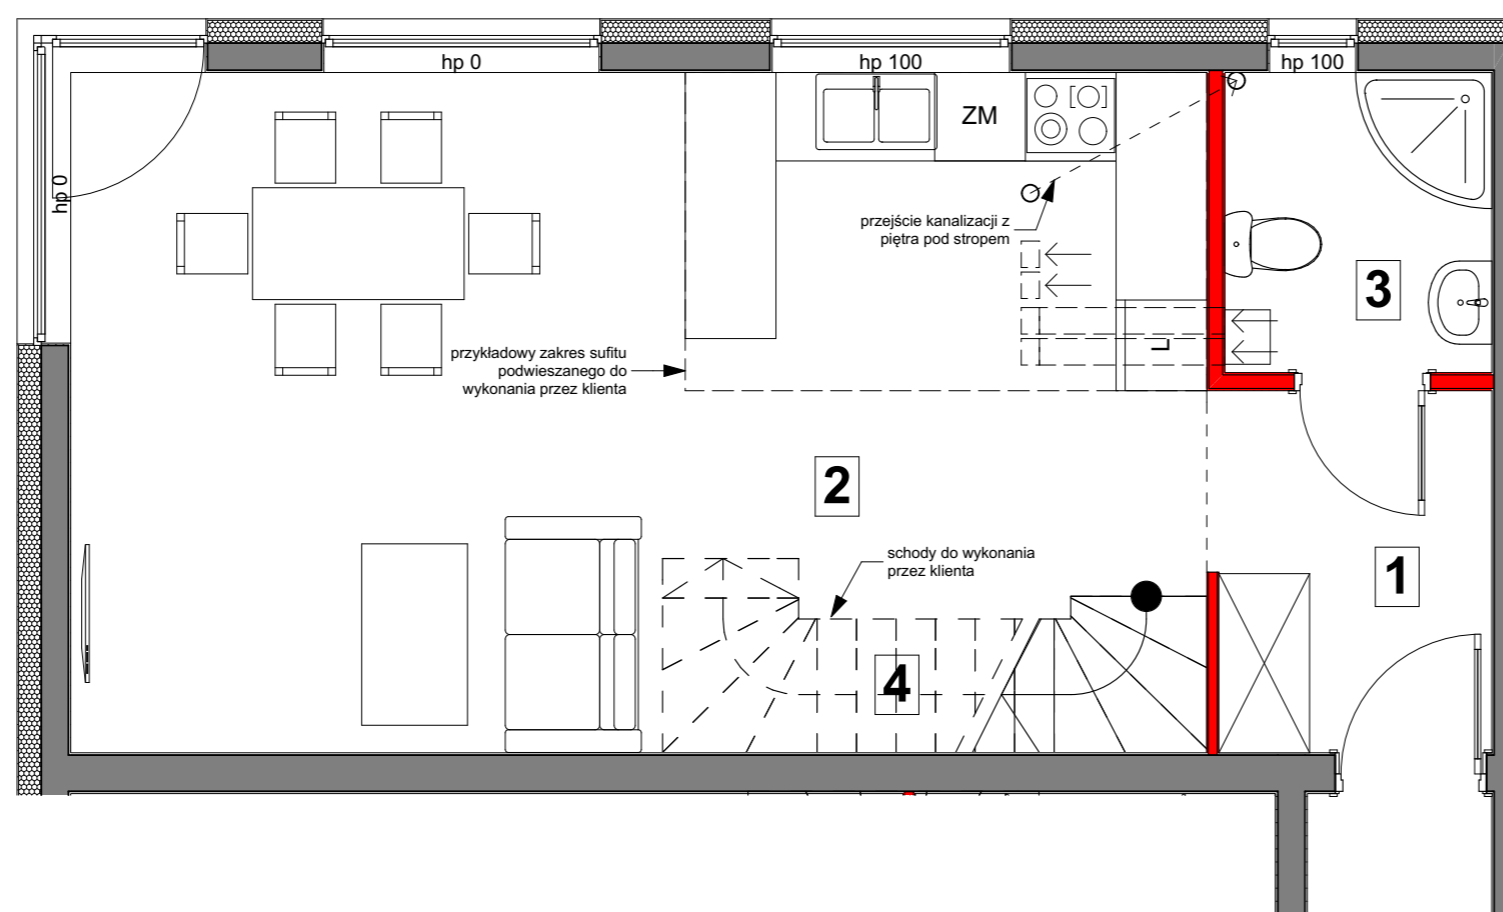 hp 0
hp 100
hp 100
ZM
hp 0
przejście kanalizacji z
piętra pod stropem
3
L
przykładowy zakres sufitu
podwieszanego do
wykonania przez klienta
2
schody do wykonania
przez klienta
1
4